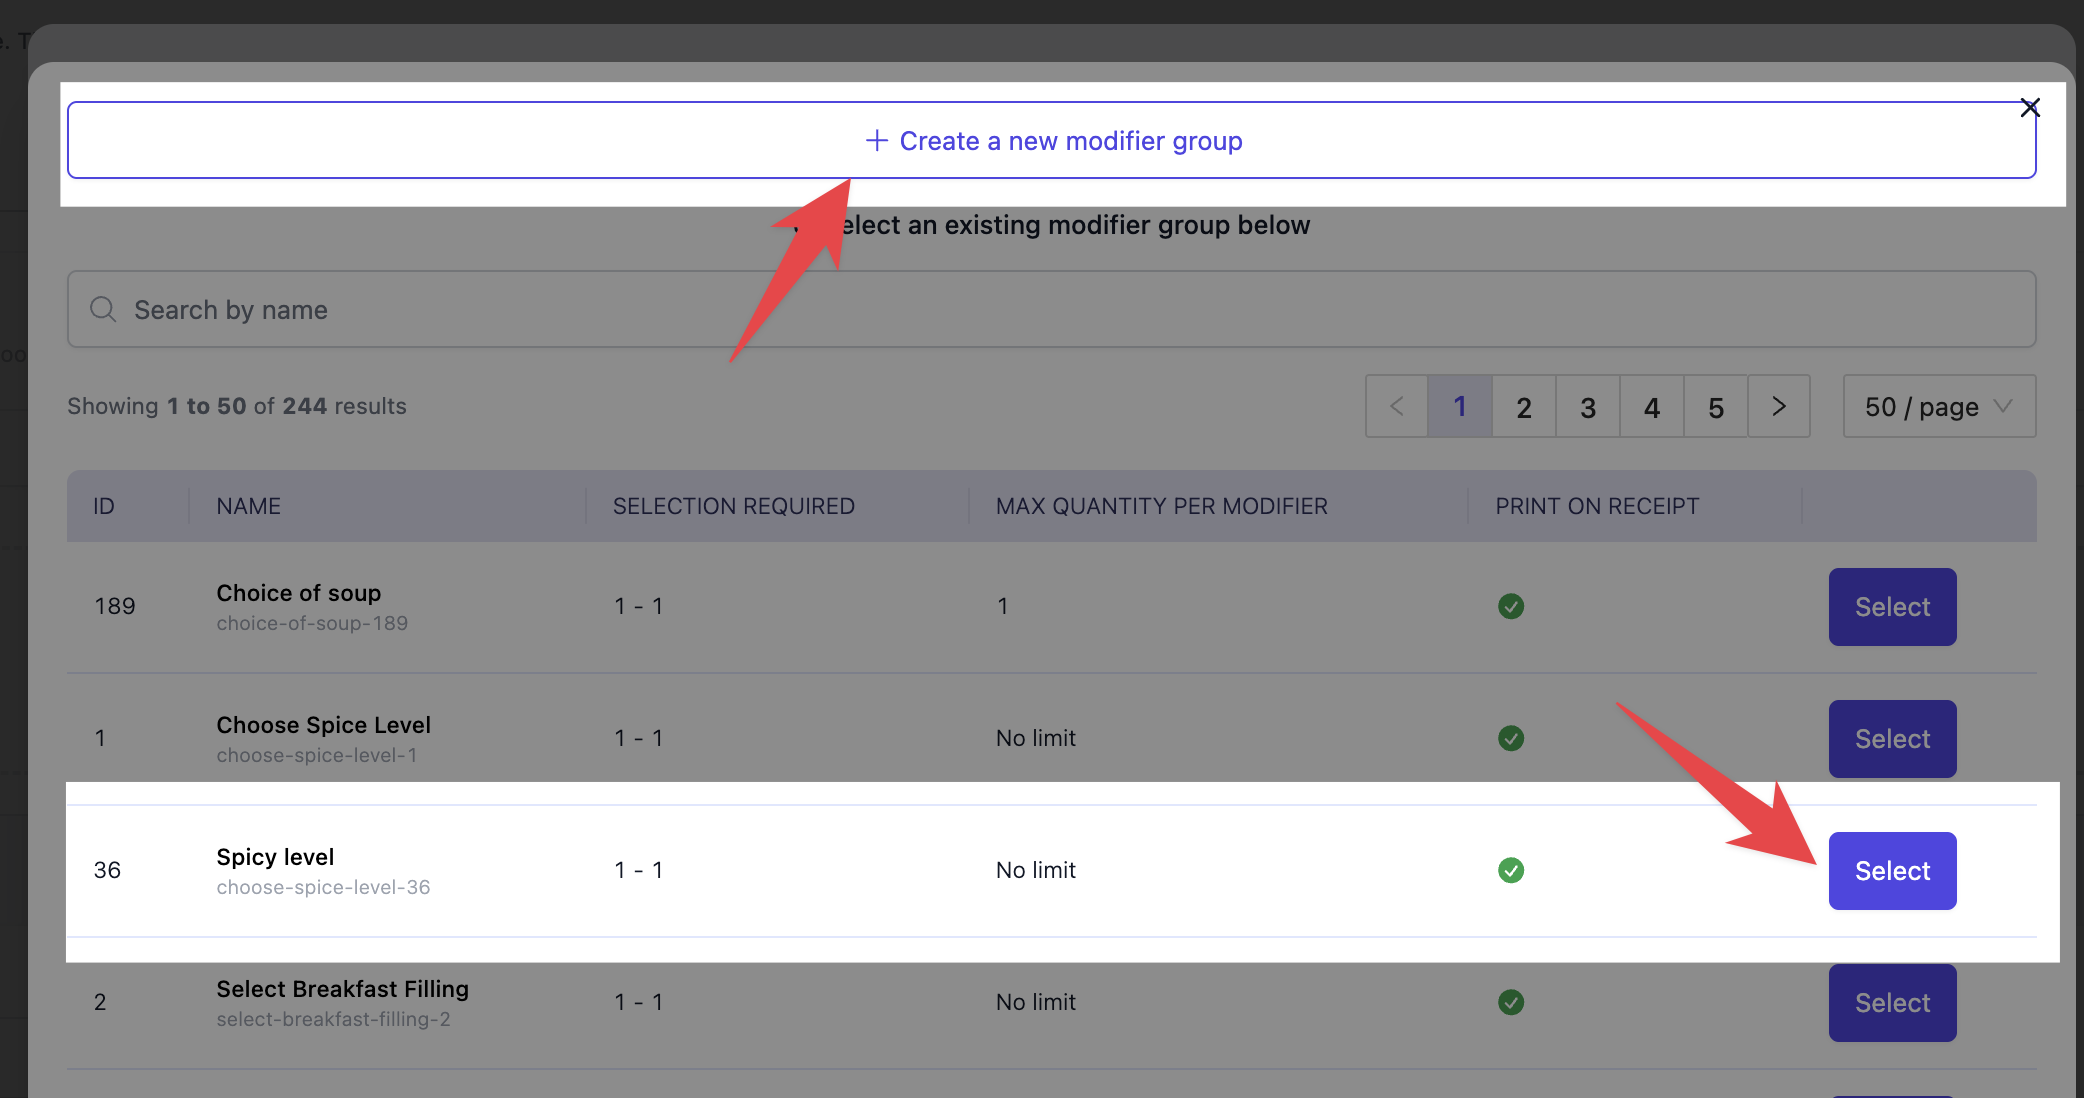 e. T
Create a new modifier group
elect an existing modifier group below
Search by name
Showing 1 to 50 of 244 results
< 1 2 3 4 5 > 50 / page
ID NAME SELECTION REQUIRED MAX QUANTITY PER MODIFIER PRINT ON RECEIPT
189 Choice of soup 1 - 1 1 Select
choice-of-soup-189
1 Choose Spice Level 1 - 1 No limit Select
choose-spice-level-1
36 Spicy level 1 - 1 No limit Select
choose-spice-level-36
2 Select Breakfast Filling 1 - 1 No limit Select
select-breakfast-filling-2